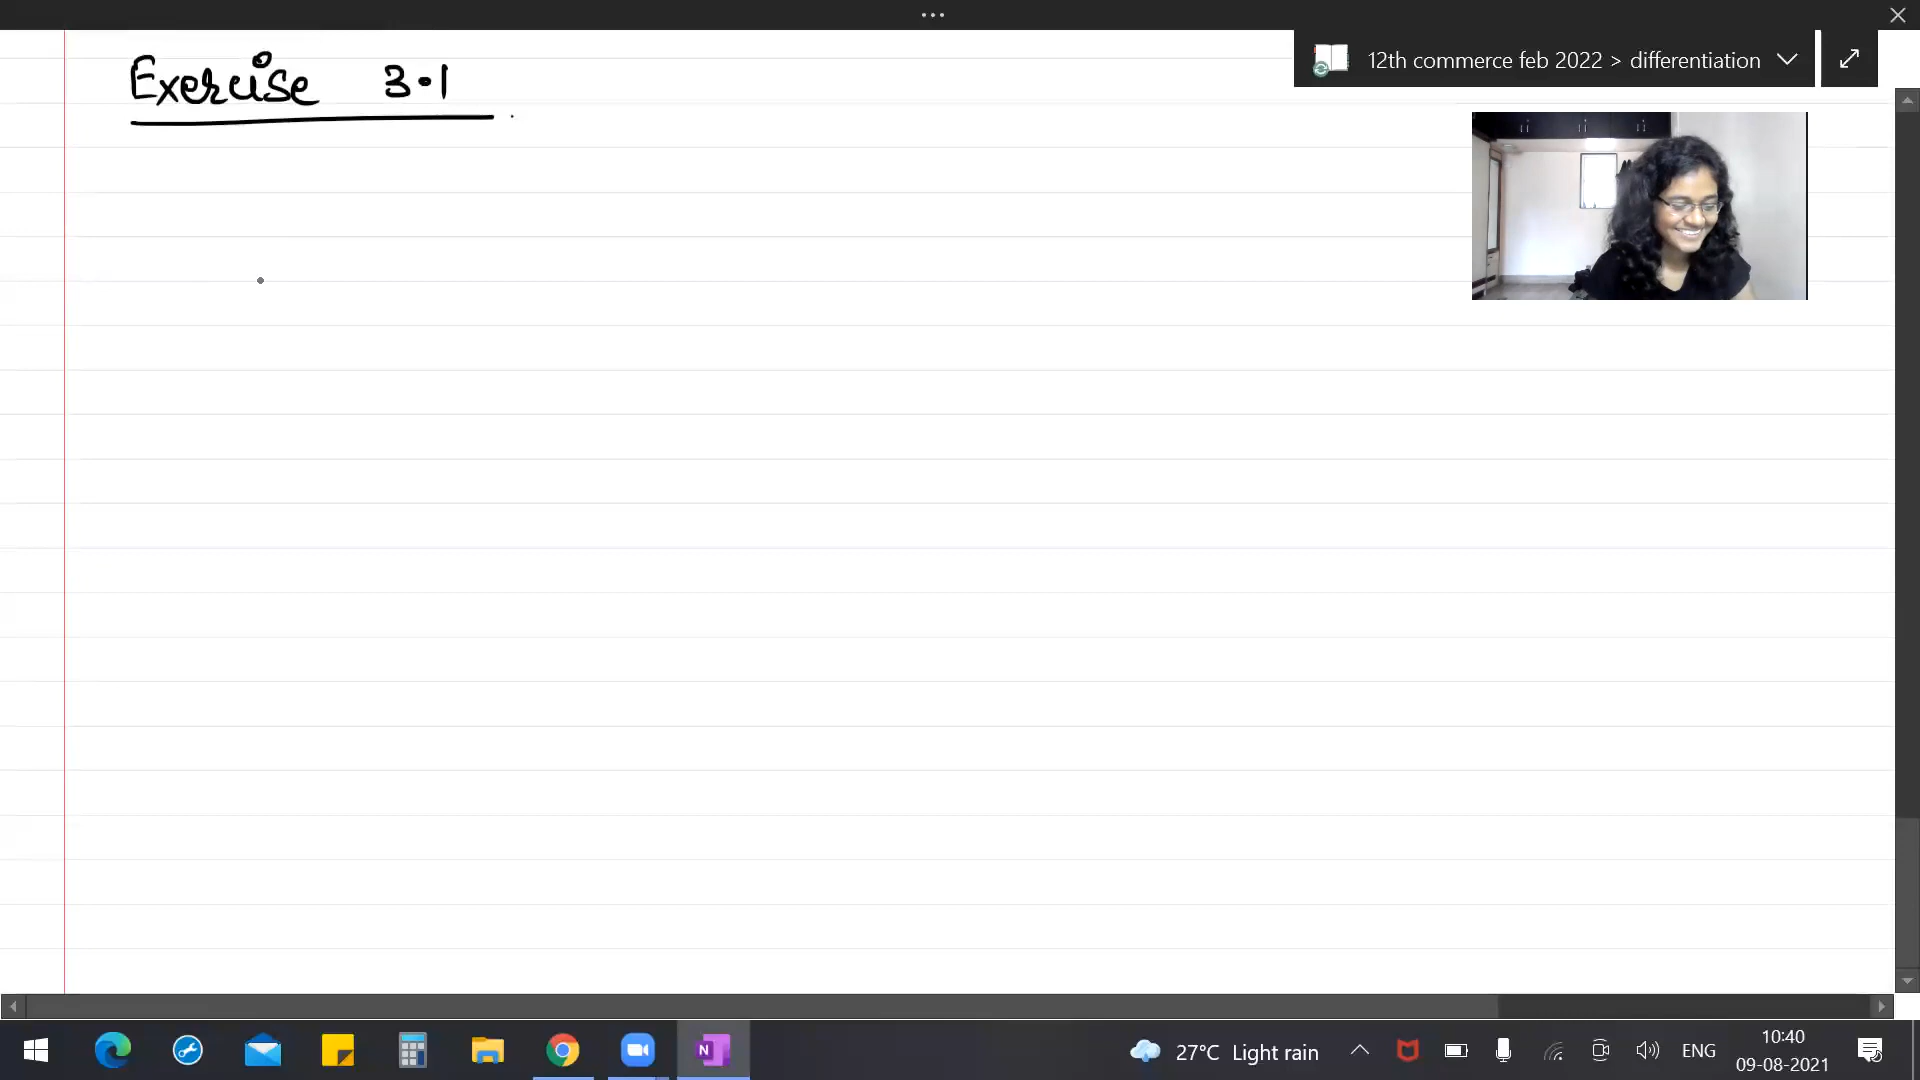 Exercise 3.1
12th commerce feb 2022 > differentiation
27°C Light rain
ENG
10:40
09-08-2021